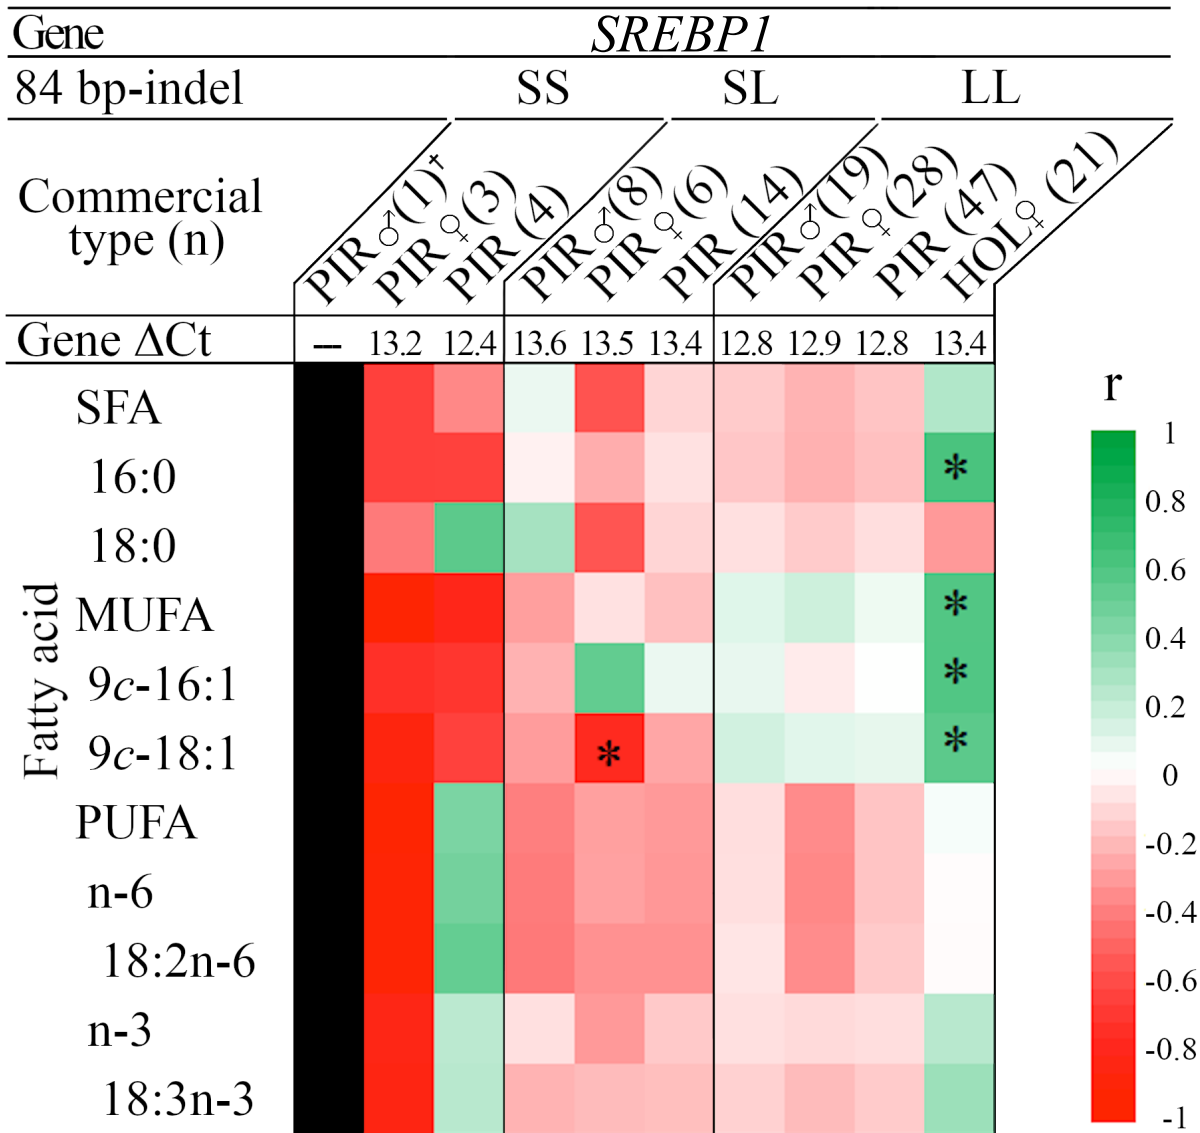 Gene SREBP1
84 bp-indel SS SL LL
Commercial type (n)
PIR ♂(1)†
PIR ♀(3)
PIR (4)
PIR ♂(8)
PIR ♀(6)
PIR (14)
PIR ♂(19)
PIR ♀(28)
PIR (47)
HOL♀ (21)
Gene ΔCt --- 13.2 12.4 13.6 13.5 13.4 12.8 12.9 12.8 13.4
Fatty acid
SFA
16:0 *
18:0
MUFA *
9c-16:1 *
9c-18:1 * *
PUFA
n-6
18:2n-6
n-3
18:3n-3
r
1
0.8
0.6
0.4
0.2
0
-0.2
-0.4
-0.6
-0.8
-1